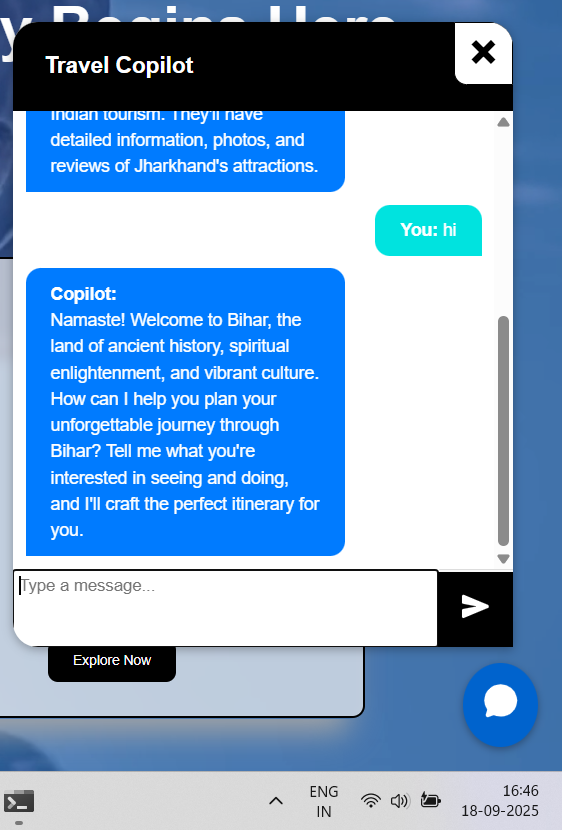 y Begins Here
Travel Copilot
Indian tourism. They'll have
detailed information, photos, and
reviews of Jharkhand's attractions.
You: hi
Copilot:
Namaste! Welcome to Bihar, the
land of ancient history, spiritual
enlightenment, and vibrant culture.
How can I help you plan your
unforgettable journey through
Bihar? Tell me what you're
interested in seeing and doing,
and I'll craft the perfect itinerary for
you.
Type a message...
Explore Now
ENG
IN
16:46
18-09-2025